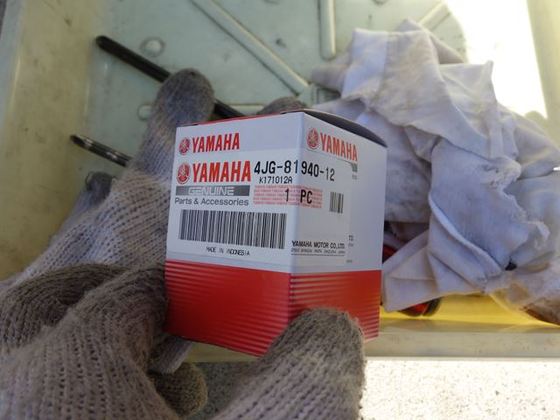 YAMAHA
YAMAHA
YAMAHA 4JG-81940-12
K171012A
GENUINE
1 PC
Parts & Accessories
YAMAHA MOTOR CO.,LTD.
MADE IN INDONESIA